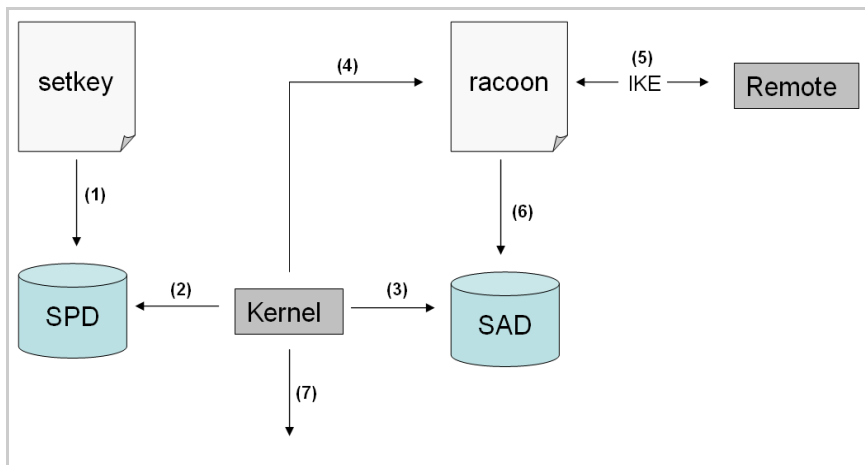 setkey
(4)
racoon
(5)
IKE
Remote
(1)
(6)
SPD
(2)
Kernel
(3)
SAD
(7)